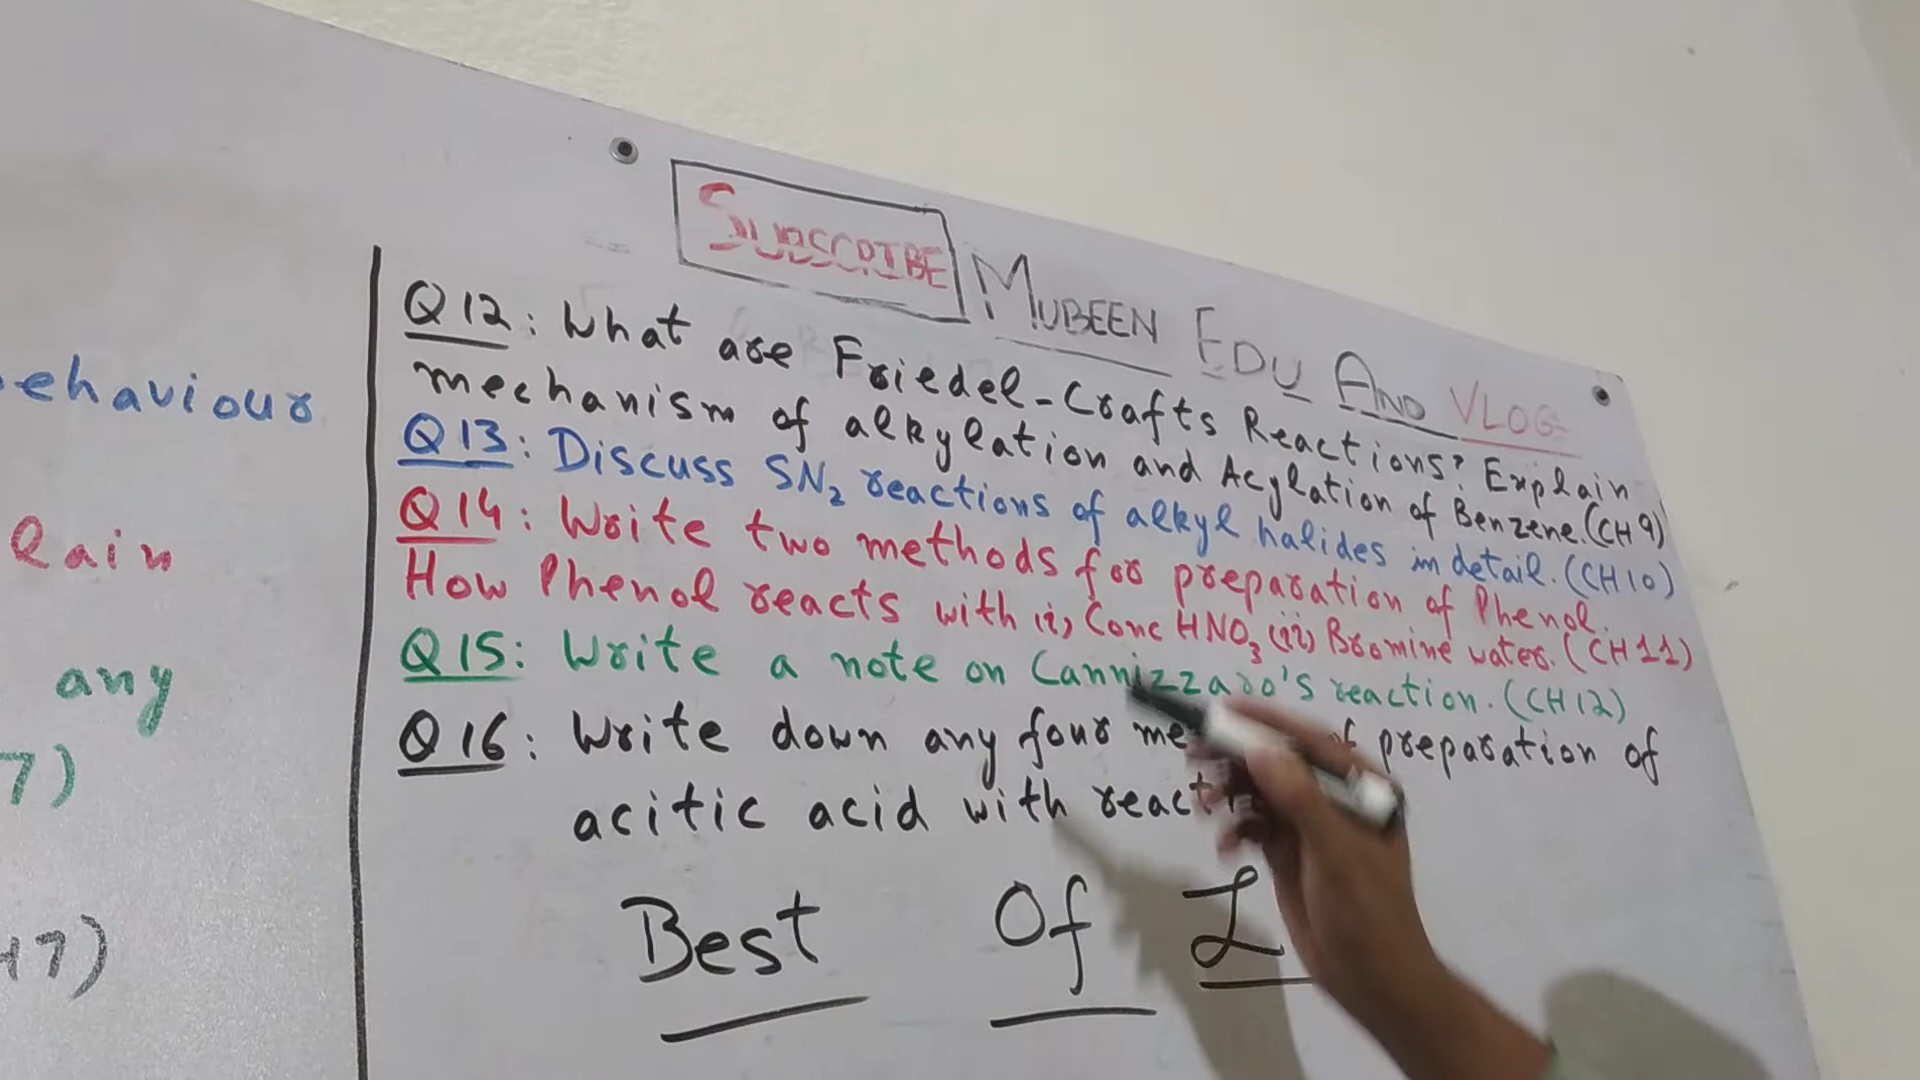 SUBSCRIBE MUBEEN EDU AND VLOG
ehaviour
lain
any
7)
H7)
Q12: What are Friedel-Crafts Reactions? Explain
mechanism of alkylation and Acylation of Benzene. (CH9)
Q13: Discuss SN2 reactions of alkyl halides in detail. (CH10)
Q14: Write two methods for preparation of Phenol.
How Phenol reacts with (i) Conc HNO3 (ii) Bromine water. (CH11)
Q15: Write a note on Cannizzaro's reaction. (CH12)
Q16: Write down any four me of preparation of
acitic acid with react
Best Of L